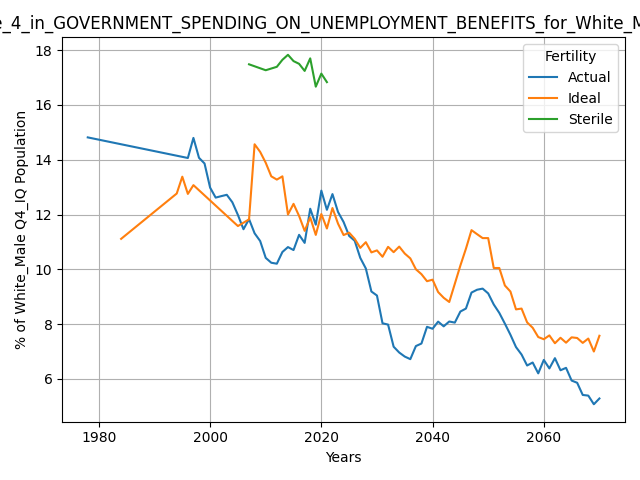 _4_in_GOVERNMENT_SPENDING_ON_UNEMPLOYMENT_BENEFITS_for_White_M
Fertility
Actual
Ideal
Sterile
% of White_Male Q4_IQ Population
18
16
14
12
10
8
6
1980
2000
2020
2040
2060
Years